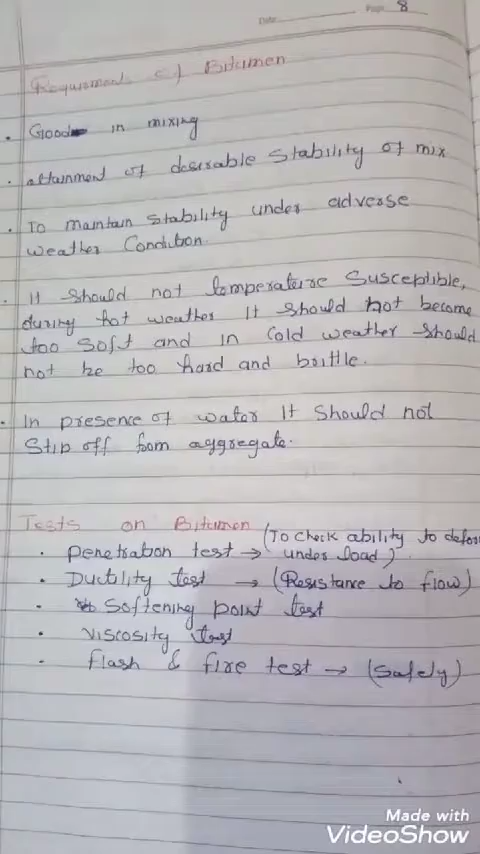 Date
Page 8
Requirement of Bitumen
• Good in mixing
• attainment of desirable stability of mix
• To maintain stability under adverse
weather Condition.
• It should not temperature Susceptible,
during hot weather It should not become
too soft and in Cold weather should
not be too hard and brittle.
• In presence of water It should not
Stip off from aggregate.
Tests on Bitumen
• Penetration test → (To check ability to defor
under load).
• Ductility test → (Resistance to flow)
• Softening point test
• Viscosity test
• flash & fire test → (Safely)
Made with
VideoShow